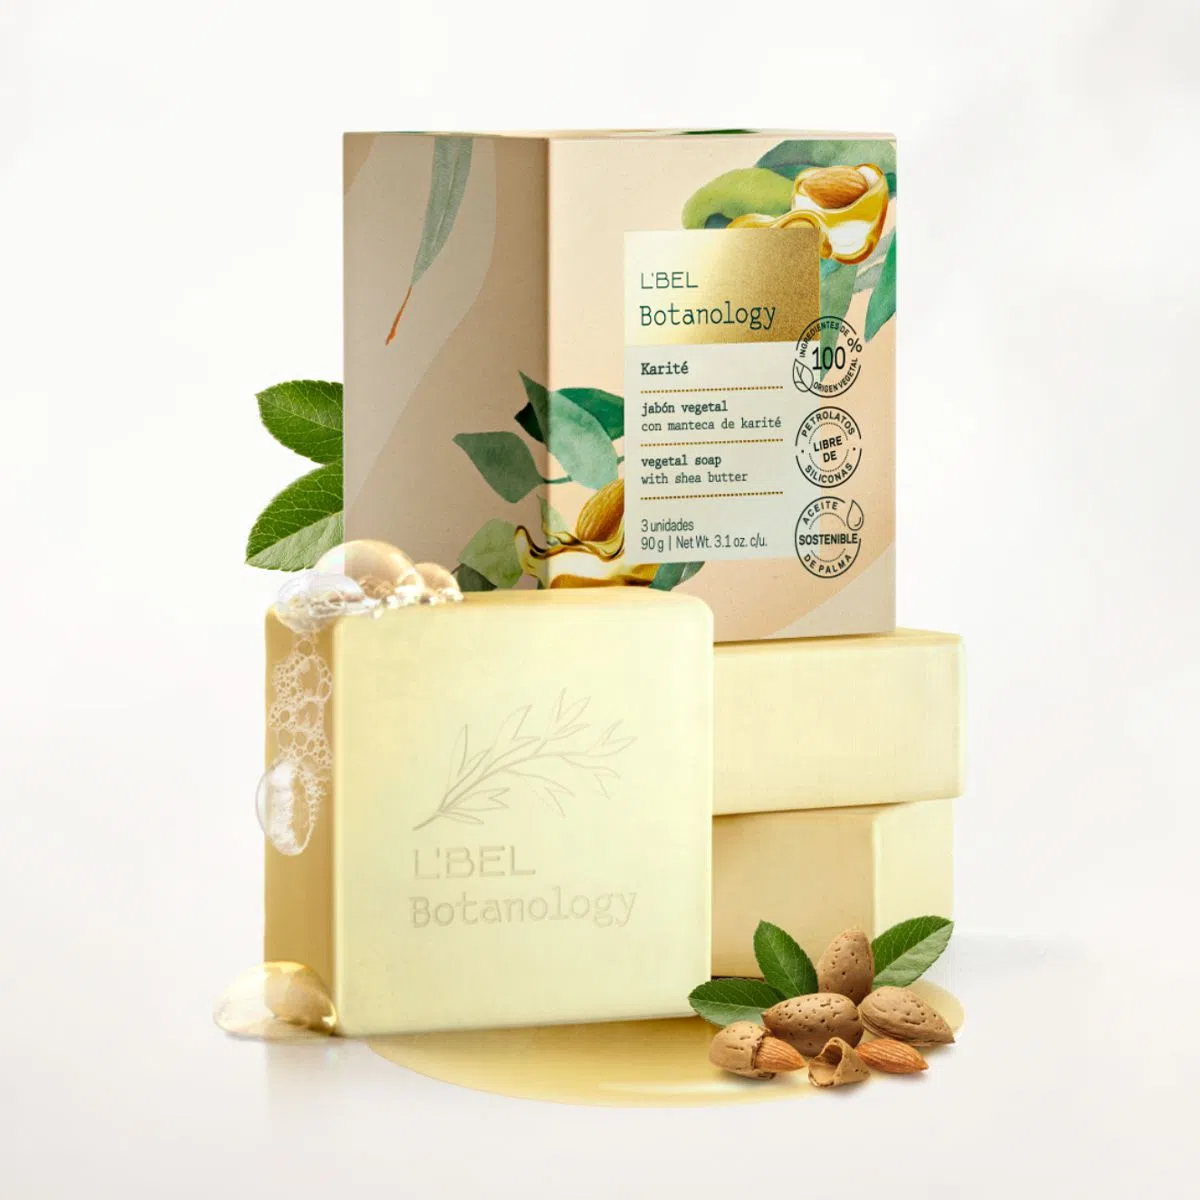 L'BEL
Botanology
Karité
jabón vegetal
con manteca de karité
vegetal soap
with shea butter
3 unidades
90 g | Net Wt. 3.1 oz. c/u.
INGREDIENTES DE
100%
ORIGEN VEGETAL
PETROLATOS
LIBRE
DE
SILICONAS
ACEITE
SOSTENIBLE
DE PALMA
L'BEL
Botanology